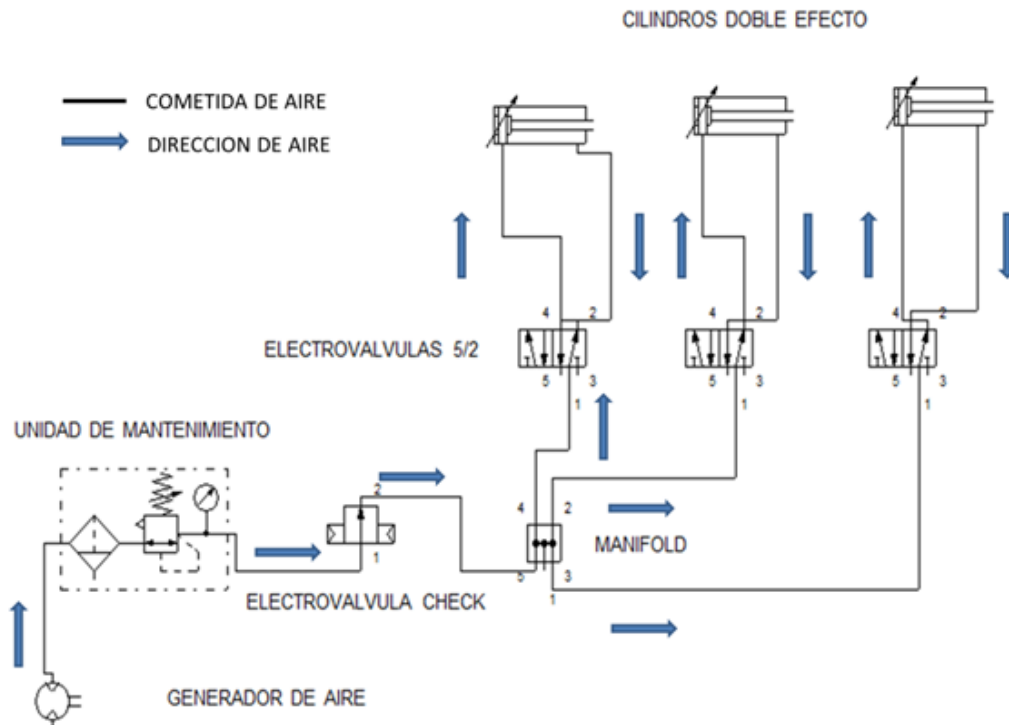 CILINDROS DOBLE EFECTO
COMETIDA DE AIRE
DIRECCION DE AIRE
4 2
4 2
4 2
ELECTROVALVULAS 5/2
5 3
5 3
5 3
1
1
1
UNIDAD DE MANTENIMIENTO
2
4 2
1
MANIFOLD
5 3
ELECTROVALVULA CHECK
1
GENERADOR DE AIRE